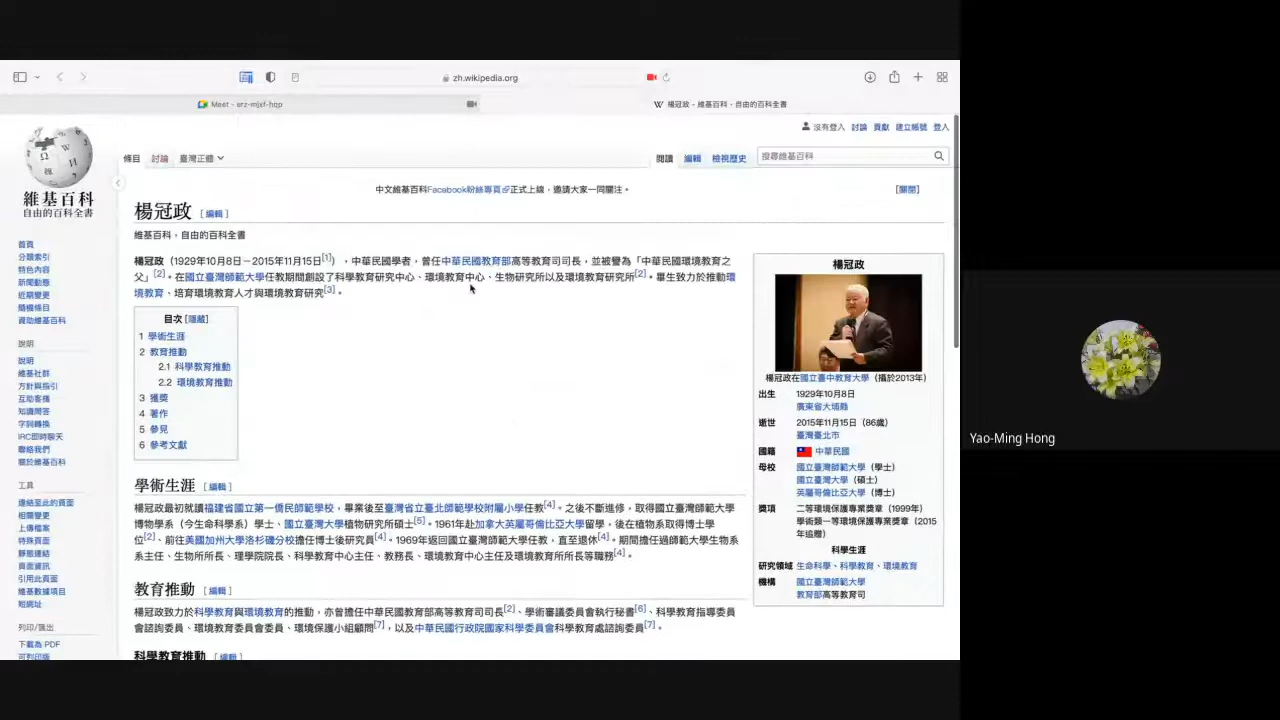 zh.wikipedia.org
Meet - erz-mjxf-hqp
楊冠政 - 維基百科,自由的百科全書
沒有登入 討論 貢獻 建立帳號 登入
維基百科
自由的百科全書
條目 討論 臺灣正體
閱讀 編輯 檢視歷史 搜尋維基百科
中文維基百科Facebook粉絲專頁正式上線,邀請大家一同關注。 [關閉]
楊冠政 [編輯]
維基百科,自由的百科全書
楊冠政(1929年10月8日-2015年11月15日[1]),中華民國學者,曾任中華民國教育部高等教育司司長,並被譽為「中華民國環境教育之
父」[2]。在國立臺灣師範大學任教期間創設了科學教育研究中心、環境教育中心、生物研究所以及環境教育研究所[2]。畢生致力於推動環
境教育、培育環境教育人才與環境教育研究[3]。
目次 [隱藏]
1 學術生涯
2 教育推動
2.1 科學教育推動
2.2 環境教育推動
3 獲獎
4 著作
5 參見
6 參考文獻
學術生涯 [編輯]
楊冠政最初就讀福建省國立第一僑民師範學校,畢業後至臺灣省立臺北師範學校附屬小學任教[4]。之後不斷進修,取得國立臺灣師範大學
博物學系(今生命科學系)學士、國立臺灣大學植物研究所碩士[5]。1961年赴加拿大英屬哥倫比亞大學留學,後在植物系取得博士學
位[2]、前往美國加州大學洛杉磯分校擔任博士後研究員[4]。1969年返回國立臺灣師範大學任教,直至退休[4]。期間擔任過師範大學生物系
系主任、生物所所長、理學院院長、科學教育中心主任、教務長、環境教育中心主任及環境教育所所長等職務[4]。
教育推動 [編輯]
楊冠政致力於科學教育與環境教育的推動,亦曾擔任中華民國教育部高等教育司司長[2]、學術審議委員會執行秘書[6]、科學教育指導委員
會諮詢委員、環境教育委員會委員、環境保護小組顧問[7],以及中華民國行政院國家科學委員會科學教育處諮詢委員[7]。
科學教育推動 [編輯]
楊冠政
楊冠政在國立臺中教育大學(攝於2013年)
出生 1929年10月8日
廣東省大埔縣
逝世 2015年11月15日(86歲)
臺灣臺北市
國籍 中華民國
母校 國立臺灣師範大學(學士)
國立臺灣大學(碩士)
英屬哥倫比亞大學(博士)
獎項 二等環境保護專業獎章(1999年)
學術類一等環境保護專業獎章(2015
年追贈)
科學生涯
研究領域 生命科學、科學教育、環境教育
機構 國立臺灣師範大學
教育部高等教育司
首頁
分類索引
特色內容
新聞動態
近期變更
隨機條目
資助維基百科
說明
說明
維基社群
方針與指引
互助客棧
知識問答
字詞轉換
IRC即時聊天
聯絡我們
關於維基百科
工具
連結至此的頁面
相關變更
上傳檔案
特殊頁面
靜態連結
頁面資訊
引用此頁面
維基數據項目
短網址
列印/匯出
下載為 PDF
可列印版
Yao-Ming Hong